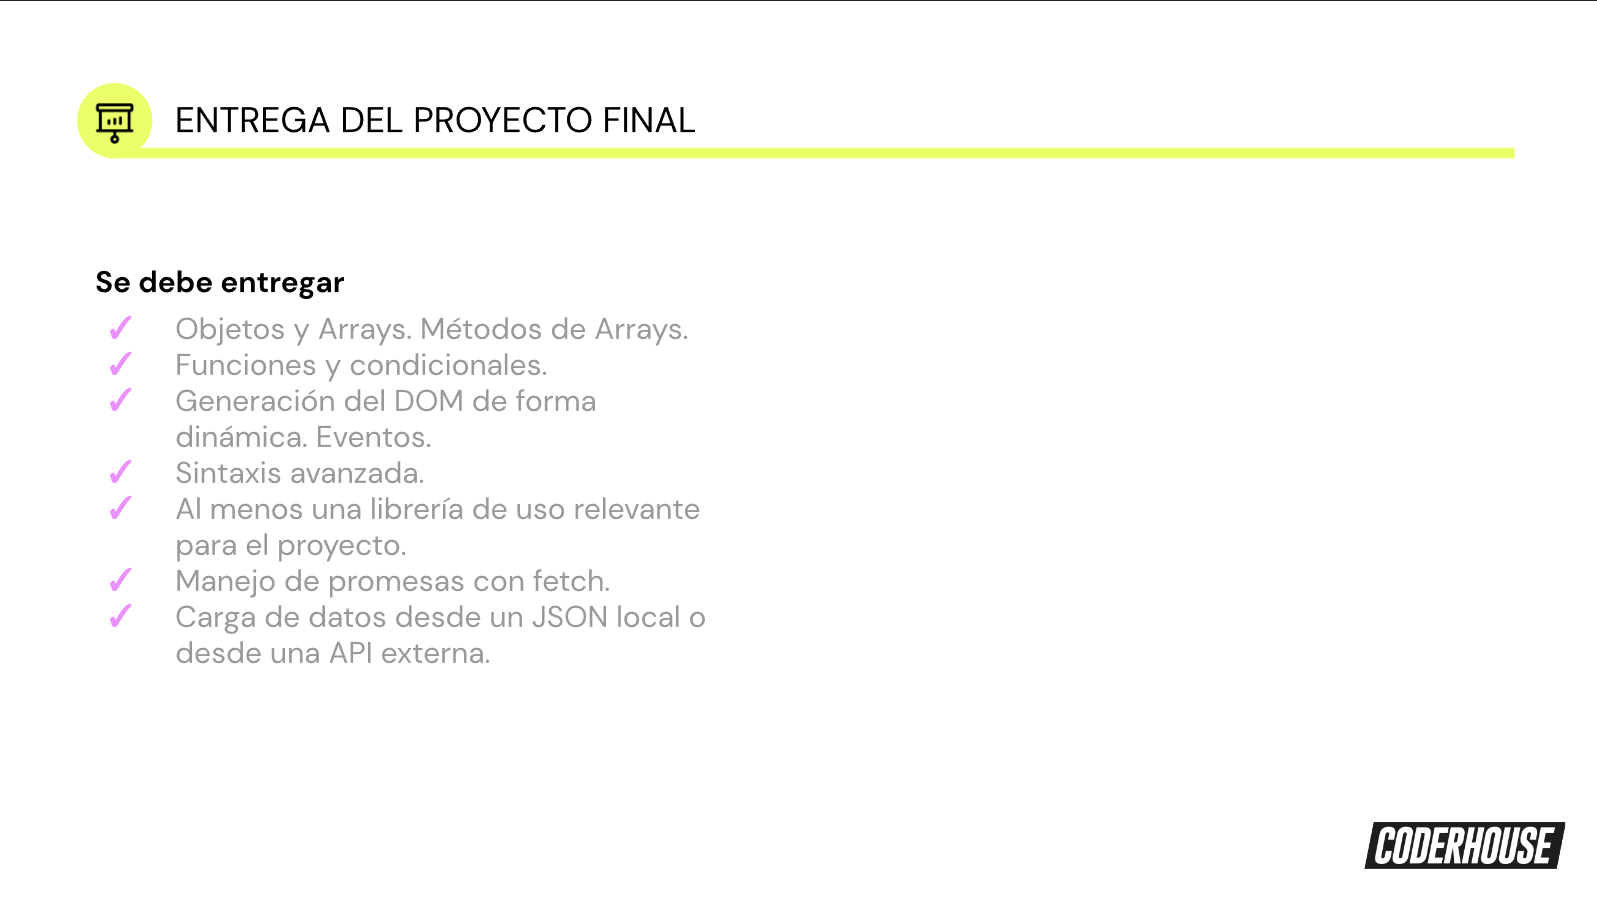 ENTREGA DEL PROYECTO FINAL
Se debe entregar
✓ Objetos y Arrays. Métodos de Arrays.
✓ Funciones y condicionales.
✓ Generación del DOM de forma
dinámica. Eventos.
✓ Sintaxis avanzada.
✓ Al menos una librería de uso relevante
para el proyecto.
✓ Manejo de promesas con fetch.
✓ Carga de datos desde un JSON local o
desde una API externa.
CODERHOUSE